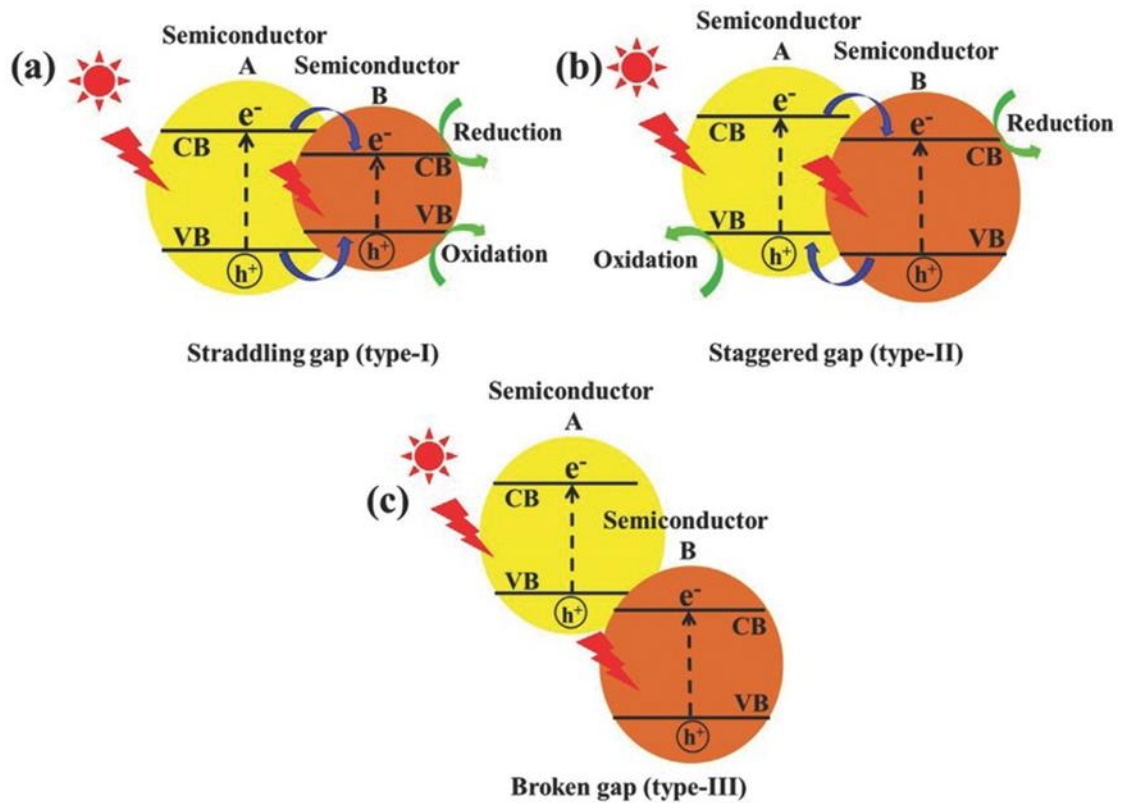 (a)
Semiconductor
A
Semiconductor
B
e⁻
e⁻
CB
CB
VB
VB
h⁺
h⁺
Reduction
Oxidation
Straddling gap (type-I)
(b)
Semiconductor
A
Semiconductor
B
e⁻
e⁻
CB
CB
VB
VB
h⁺
h⁺
Reduction
Oxidation
Staggered gap (type-II)
(c)
Semiconductor
A
e⁻
CB
VB
h⁺
Semiconductor
B
e⁻
CB
VB
h⁺
Broken gap (type-III)